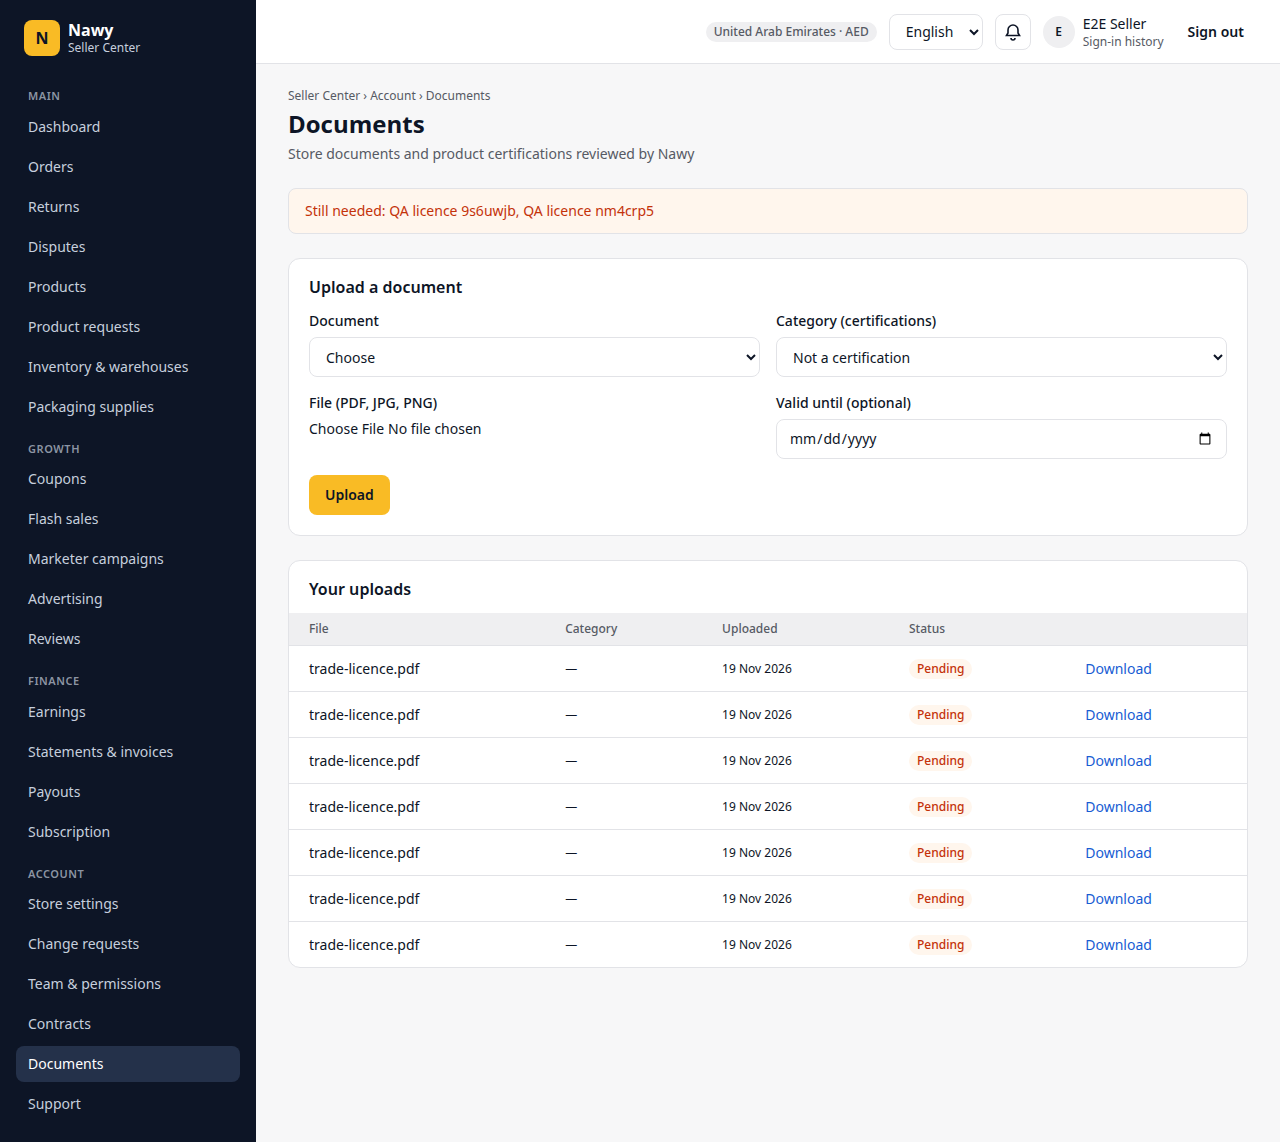 N
Nawy
Seller Center
United Arab Emirates · AED
English
E
E2E Seller
Sign-in history
Sign out
MAIN
Dashboard
Orders
Returns
Disputes
Products
Product requests
Inventory & warehouses
Packaging supplies
GROWTH
Coupons
Flash sales
Marketer campaigns
Advertising
Reviews
FINANCE
Earnings
Statements & invoices
Payouts
Subscription
ACCOUNT
Store settings
Change requests
Team & permissions
Contracts
Documents
Support
Seller Center › Account › Documents
Documents
Store documents and product certifications reviewed by Nawy
Still needed: QA licence 9s6uwjb, QA licence nm4crp5
Upload a document
Document
Category (certifications)
Choose
Not a certification
File (PDF, JPG, PNG)
Valid until (optional)
Choose File No file chosen
mm/dd/yyyy
Upload
Your uploads
File Category Uploaded Status
trade-licence.pdf — 19 Nov 2026 Pending Download
trade-licence.pdf — 19 Nov 2026 Pending Download
trade-licence.pdf — 19 Nov 2026 Pending Download
trade-licence.pdf — 19 Nov 2026 Pending Download
trade-licence.pdf — 19 Nov 2026 Pending Download
trade-licence.pdf — 19 Nov 2026 Pending Download
trade-licence.pdf — 19 Nov 2026 Pending Download